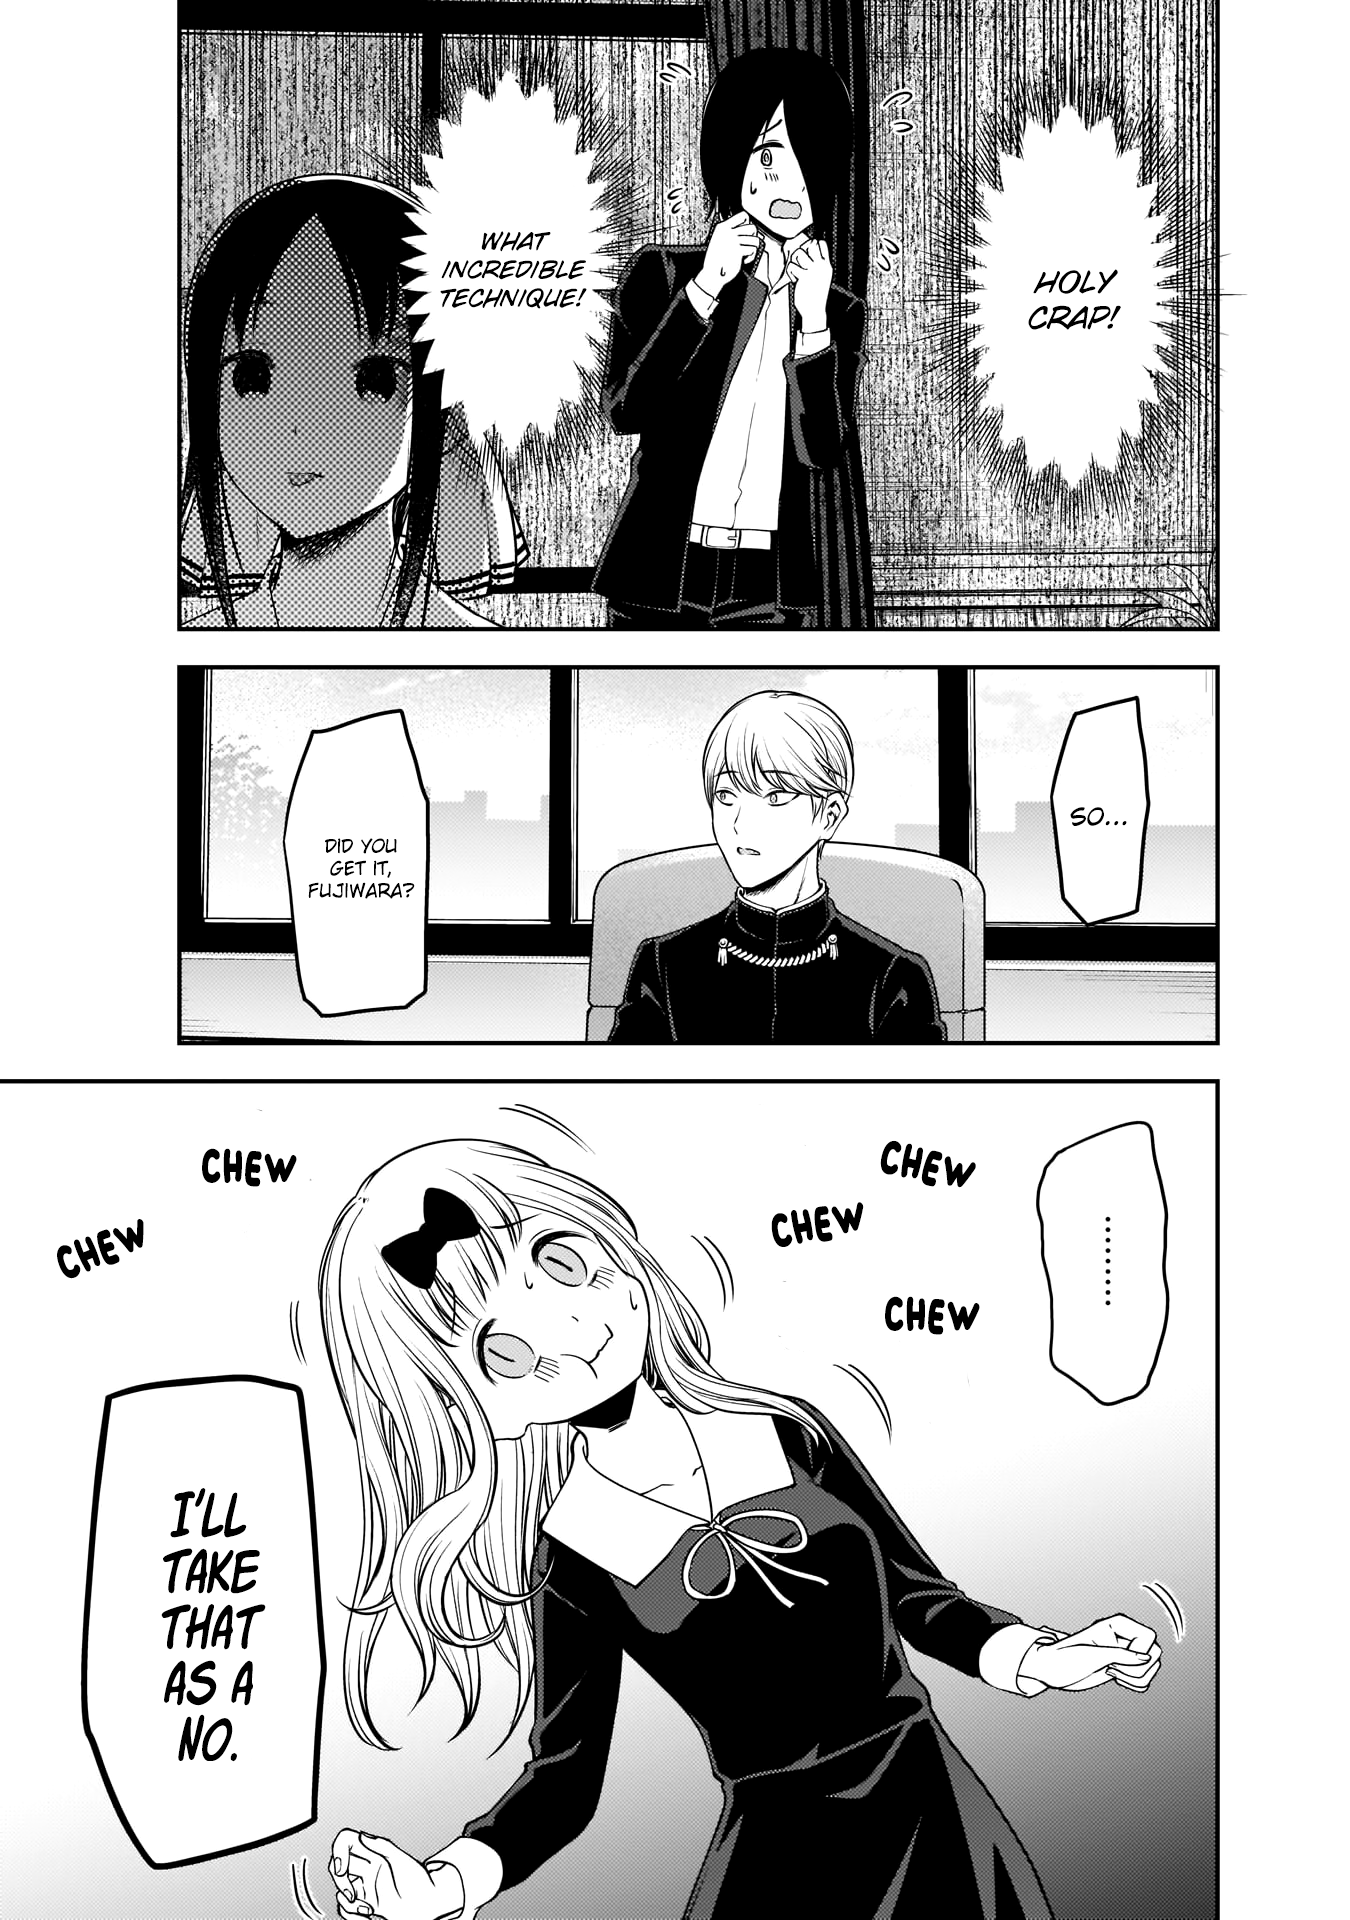 HOLY
CRAP!
WHAT
INCREDIBLE
TECHNIQUE!
SO...
DID YOU
GET IT,
FUJIWARA?
.........
CHEW
CHEW
CHEW
CHEW
CHEW
I'LL
TAKE
THAT
AS A
NO.